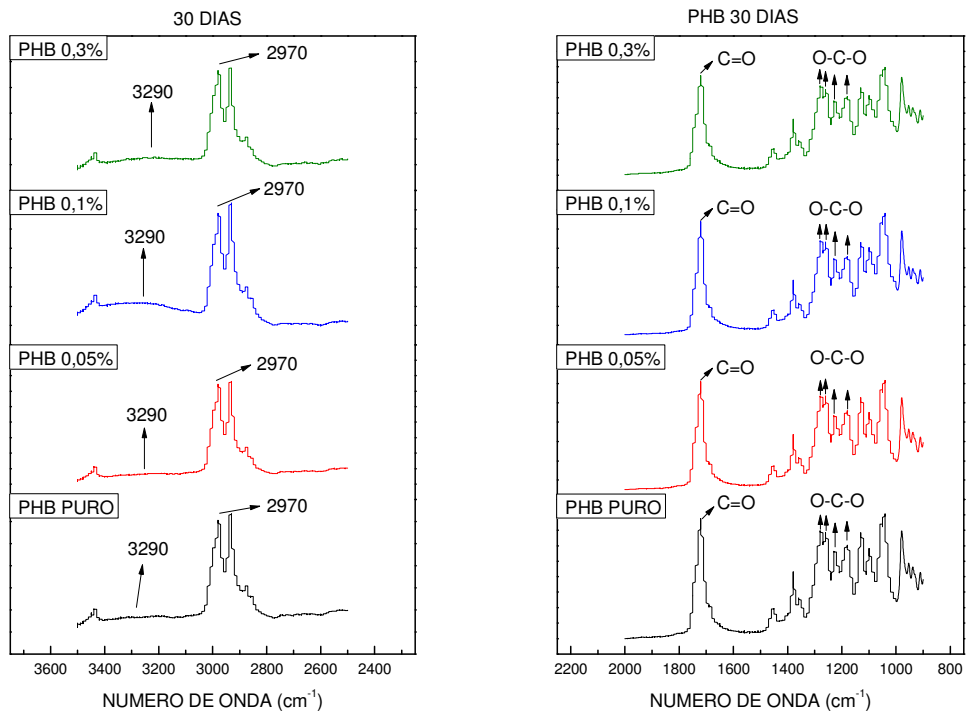 30 DIAS
PHB 0,3%
2970
3290
PHB 0,1%
2970
3290
PHB 0,05%
2970
3290
PHB PURO
2970
3290
3600 3400 3200 3000 2800 2600 2400
NUMERO DE ONDA (cm⁻¹)
PHB 30 DIAS
PHB 0,3%
C=O
O-C-O
PHB 0,1%
C=O
O-C-O
PHB 0,05%
C=O
O-C-O
PHB PURO
C=O
O-C-O
2200 2000 1800 1600 1400 1200 1000 800
NUMERO DE ONDA (cm⁻¹)